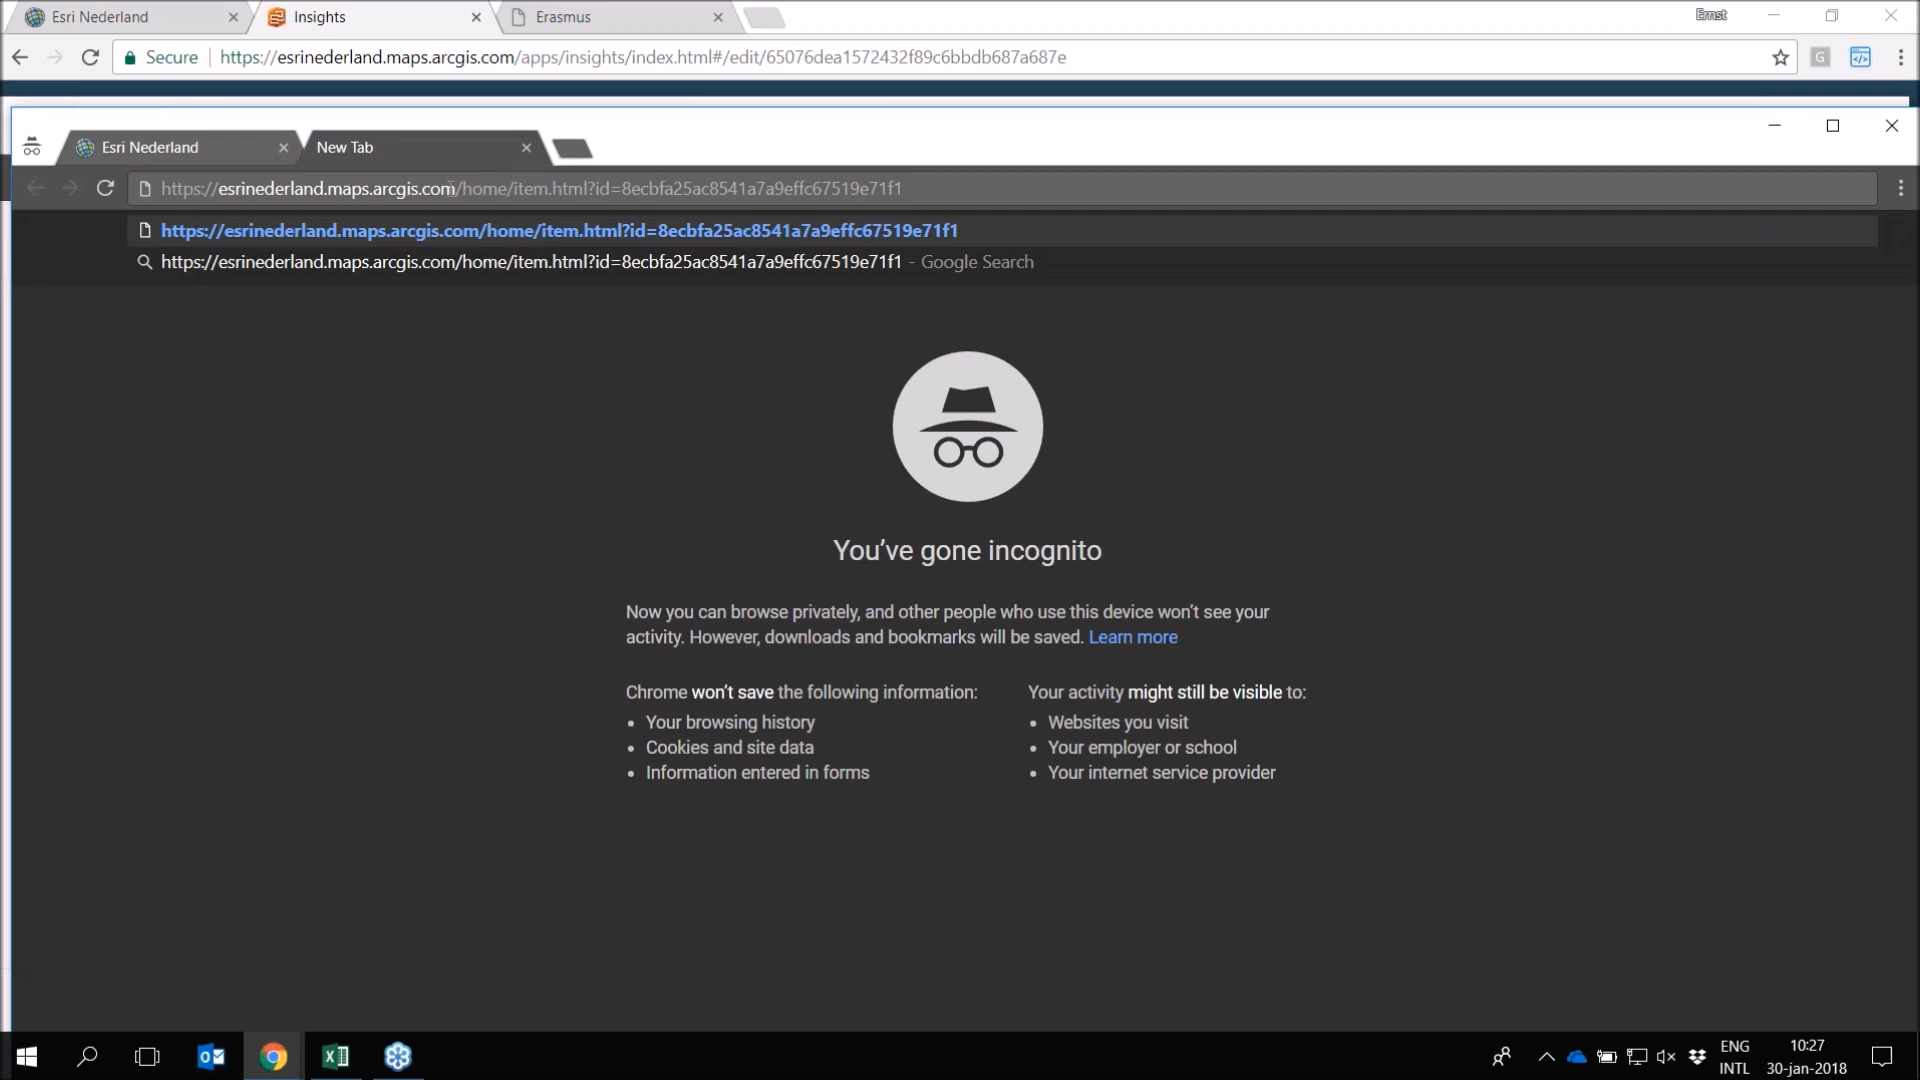 Esri Nederland
Insights
Erasmus
Ernst
Secure
https://esrinederland.maps.arcgis.com/apps/insights/index.html#/edit/65076dea1572432f89c6bbdb687a687e
G
Esri Nederland
New Tab
https://esrinederland.maps.arcgis.com/home/item.html?id=8ecbfa25ac8541a7a9effc67519e71f1
https://esrinederland.maps.arcgis.com/home/item.html?id=8ecbfa25ac8541a7a9effc67519e71f1
https://esrinederland.maps.arcgis.com/home/item.html?id=8ecbfa25ac8541a7a9effc67519e71f1 - Google Search
You've gone incognito
Now you can browse privately, and other people who use this device won't see your
activity. However, downloads and bookmarks will be saved. Learn more
Chrome won't save the following information:
• Your browsing history
• Cookies and site data
• Information entered in forms
Your activity might still be visible to:
• Websites you visit
• Your employer or school
• Your internet service provider
ENG
INTL
10:27
30-jan-2018